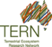 TERN
Terrestrial Ecosystem
Research Network